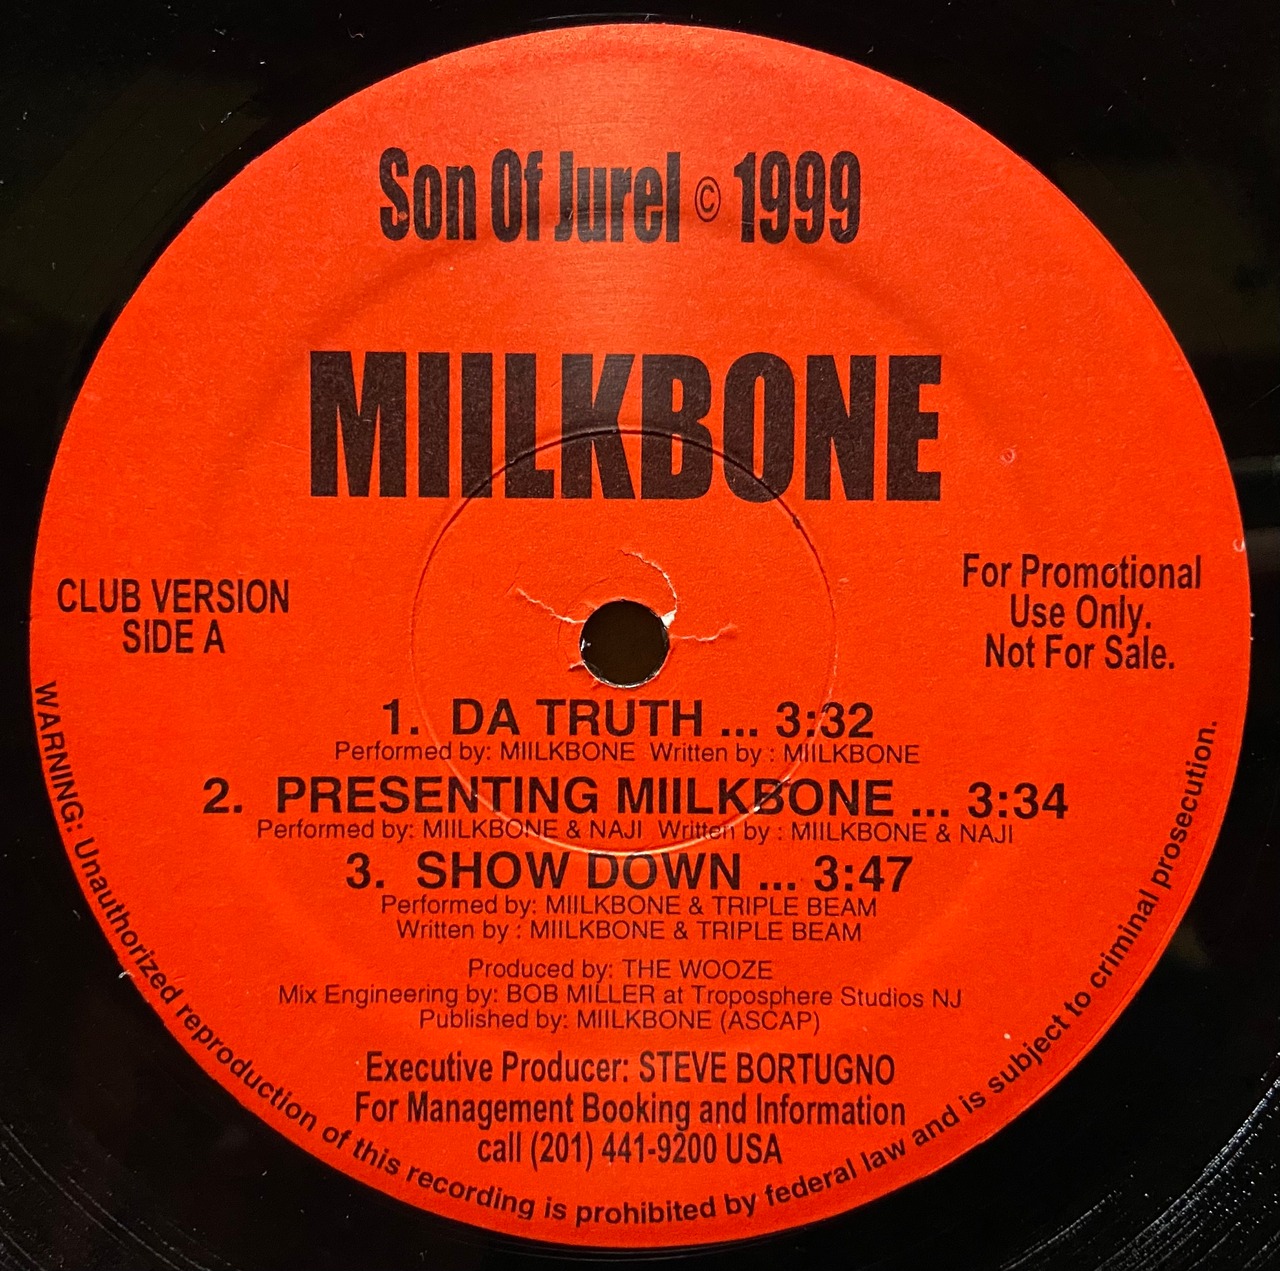 Son Of Jurel © 1999
MIILKBONE
CLUB VERSION
SIDE A
For Promotional
Use Only.
Not For Sale.
1. DA TRUTH ... 3:32
Performed by: MIILKBONE Written by : MIILKBONE
2. PRESENTING MIILKBONE ... 3:34
Performed by: MIILKBONE & NAJI Written by : MIILKBONE & NAJI
3. SHOW DOWN ... 3:47
Performed by: MIILKBONE & TRIPLE BEAM
Written by : MIILKBONE & TRIPLE BEAM
Produced by: THE WOOZE
Mix Engineering by: BOB MILLER at Troposphere Studios NJ
Published by: MIILKBONE (ASCAP)
Executive Producer: STEVE BORTUGNO
For Management Booking and Information
call (201) 441-9200 USA
WARNING: Unauthorized reproduction of this recording is prohibited by federal law and is subject to criminal prosecution.